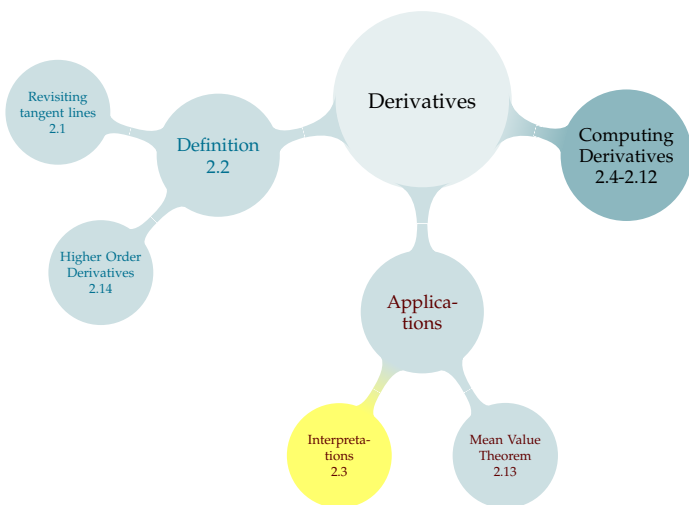 Derivatives
Revisiting
tangent lines
2.1
Definition
2.2
Computing
Derivatives
2.4-2.12
Higher Order
Derivatives
2.14
Applica-
tions
Interpreta-
tions
2.3
Mean Value
Theorem
2.13